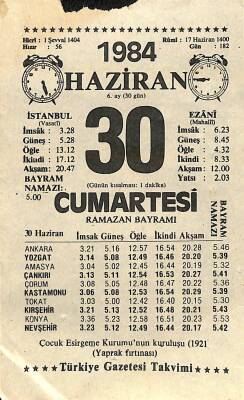 Hicrî : 1 Şevval 1404
Hızır : 56
Rûmî : 17 Haziran 1400
Gün : 182
1984
HAZİRAN
6. ay (30 gün)
İSTANBUL
(Vasatî)
İmsâk : 3.28
Güneş : 5.28
Öğle : 13.12
İkindi : 17.12
Akşam : 20.47
BAYRAM
NAMAZI:
5.00
30
(Günün kısalması: 1 dakika)
EZÂNÎ
(Mahallî)
İmsâk : 6.23
Güneş : 8.45
Öğle : 4.32
İkindi : 8.33
Akşam : 12.00
Yatsı : 2.03
CUMARTESİ
RAMAZAN BAYRAMI
BAYRAM NAMAZI
30 Haziran İmsak Güneş Öğle İkindi Akşam
ANKARA 3.21 5.16 12.57 16.54 20.28 5.46
YOZGAT 3.14 5.08 12.49 16.46 20.20 5.39
AMASYA 3.04 5.02 12.45 16.44 20.19 5.32
ÇANKIRI 3.13 5.11 12.54 16.53 20.27 5.41
ÇORUM 3.08 5.05 12.48 16.47 20.22 5.36
KASTAMONU 3.06 5.08 12.53 16.54 20.29 5.39
TOKAT 3.03 5.00 12.42 16.40 20.15 5.30
KIRŞEHİR 3.21 5.13 12.52 16.48 20.21 5.43
KONYA 3.36 5.23 12.58 16.51 20.23 5.53
NEVŞEHİR 3.23 5.12 12.49 16.44 20.17 5.42
Çocuk Esirgeme Kurumu'nun kuruluşu (1921)
(Yaprak fırtınası)
Türkiye Gazetesi Takvimi